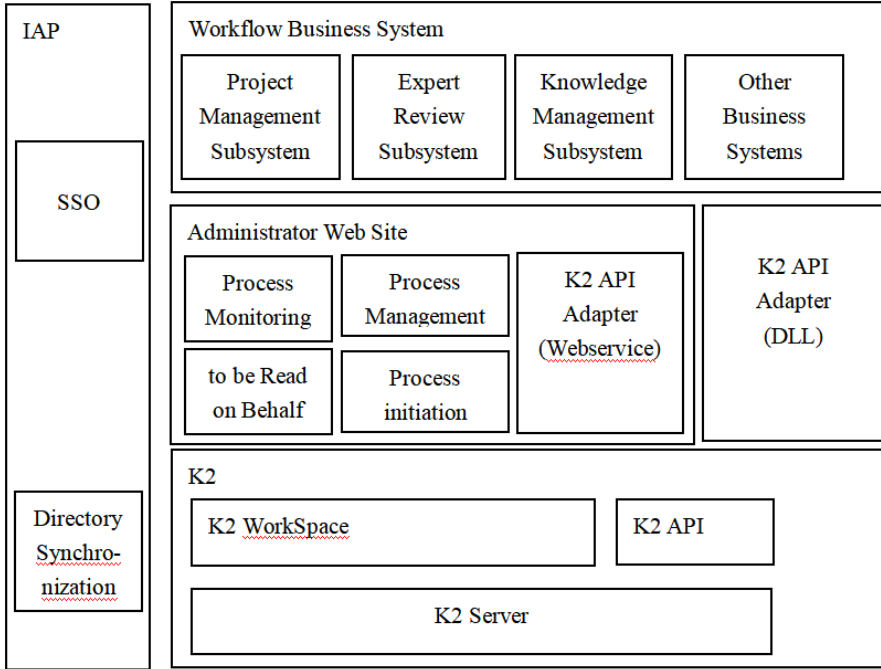 IAP
SSO
Directory
Synchro-
nization
Workflow Business System
Project
Management
Subsystem
Expert
Review
Subsystem
Knowledge
Management
Subsystem
Other
Business
Systems
Administrator Web Site
Process
Monitoring
Process
Management
to be Read
on Behalf
Process
initiation
K2 API
Adapter
(Webservice)
K2 API
Adapter
(DLL)
K2
K2 WorkSpace
K2 API
K2 Server